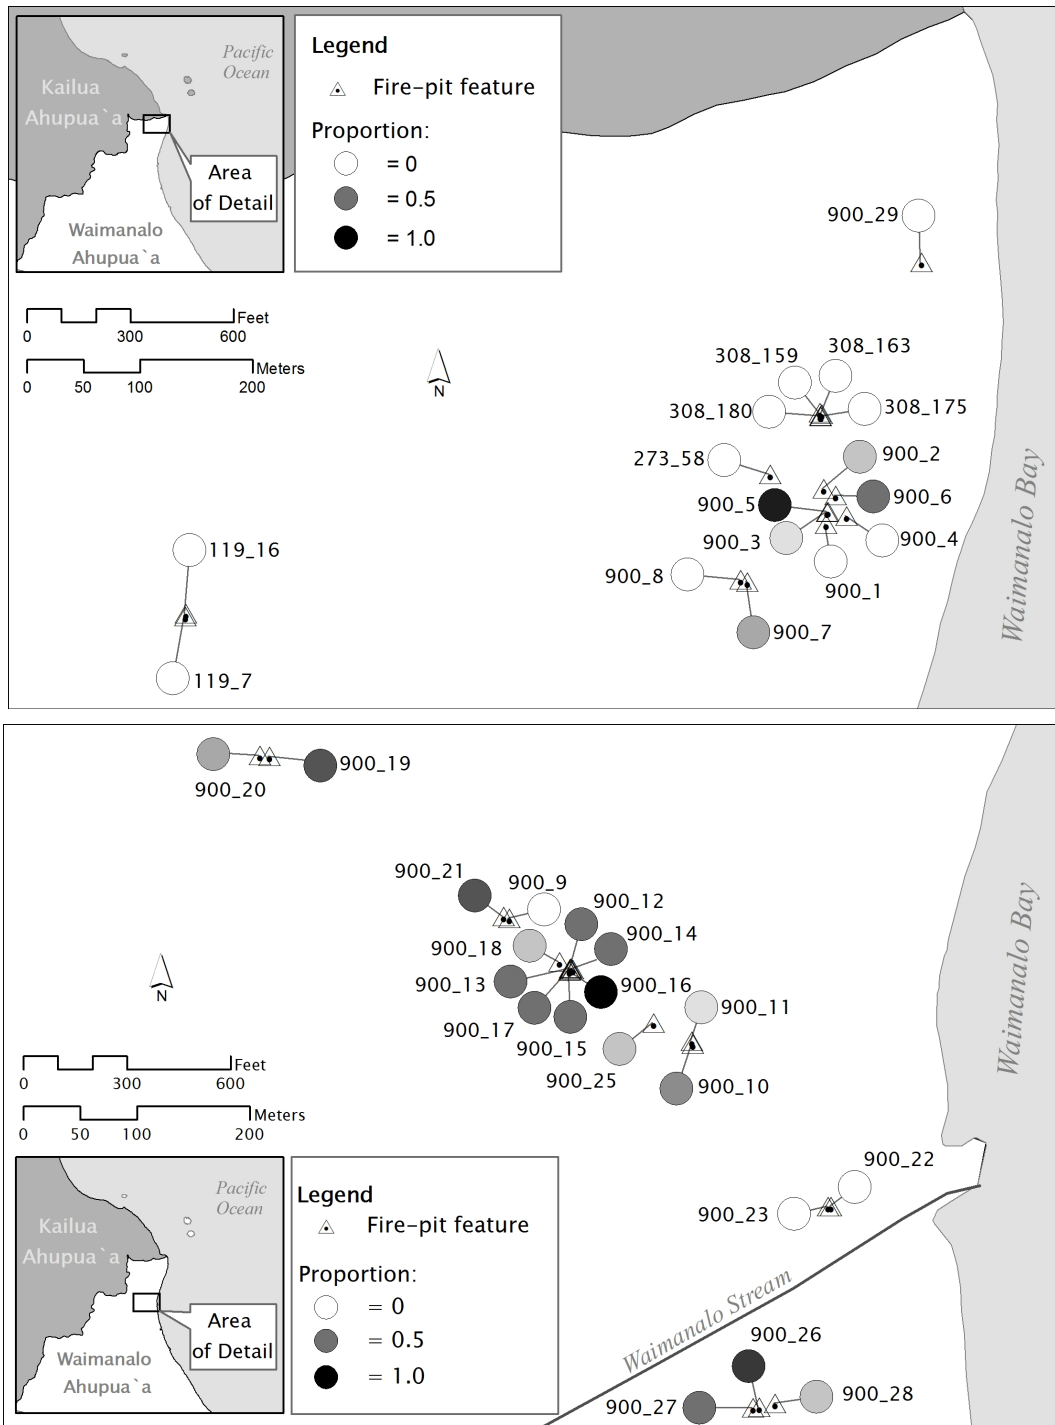 Kailua
Ahupua`a
Pacific
Ocean
Area
of Detail
Waimanalo
Ahupua`a
Legend
Fire-pit feature
Proportion:
= 0
= 0.5
= 1.0
0 300 600 Feet
0 50 100 200 Meters
N
900_29
308_159
308_163
308_180
308_175
273_58
900_2
900_5
900_6
900_3
900_4
900_8
900_1
900_7
119_16
119_7
Waimanalo Bay
900_20
900_19
900_21
900_9
900_12
900_18
900_14
900_13
900_16
900_11
900_17
900_15
900_25
900_10
Waimanalo Bay
N
0 300 600 Feet
0 50 100 200 Meters
900_22
900_23
Waimanalo Stream
900_26
900_27
900_28
Kailua
Ahupua`a
Pacific
Ocean
Area
of Detail
Waimanalo
Ahupua`a
Legend
Fire-pit feature
Proportion:
= 0
= 0.5
= 1.0